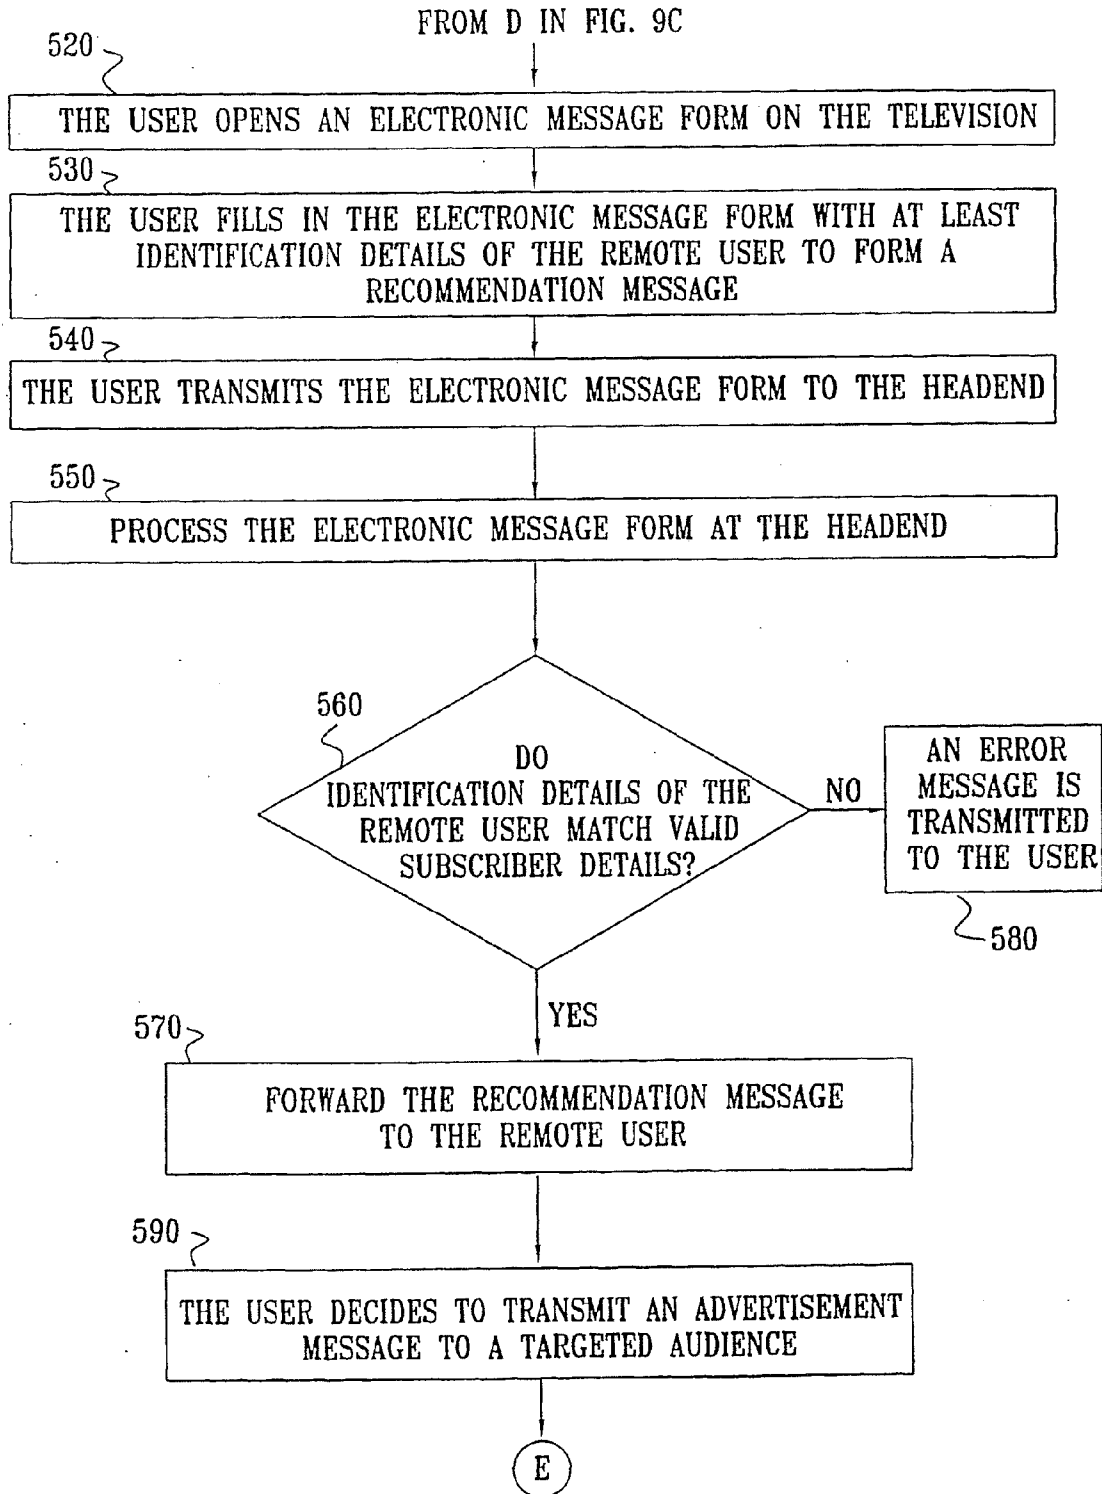 FROM D IN FIG. 9C
520
THE USER OPENS AN ELECTRONIC MESSAGE FORM ON THE TELEVISION
530
THE USER FILLS IN THE ELECTRONIC MESSAGE FORM WITH AT LEAST
IDENTIFICATION DETAILS OF THE REMOTE USER TO FORM A
RECOMMENDATION MESSAGE
540
THE USER TRANSMITS THE ELECTRONIC MESSAGE FORM TO THE HEADEND
550
PROCESS THE ELECTRONIC MESSAGE FORM AT THE HEADEND
560
DO
IDENTIFICATION DETAILS OF THE
REMOTE USER MATCH VALID
SUBSCRIBER DETAILS?
NO
AN ERROR
MESSAGE IS
TRANSMITTED
TO THE USER
580
YES
570
FORWARD THE RECOMMENDATION MESSAGE
TO THE REMOTE USER
590
THE USER DECIDES TO TRANSMIT AN ADVERTISEMENT
MESSAGE TO A TARGETED AUDIENCE
E